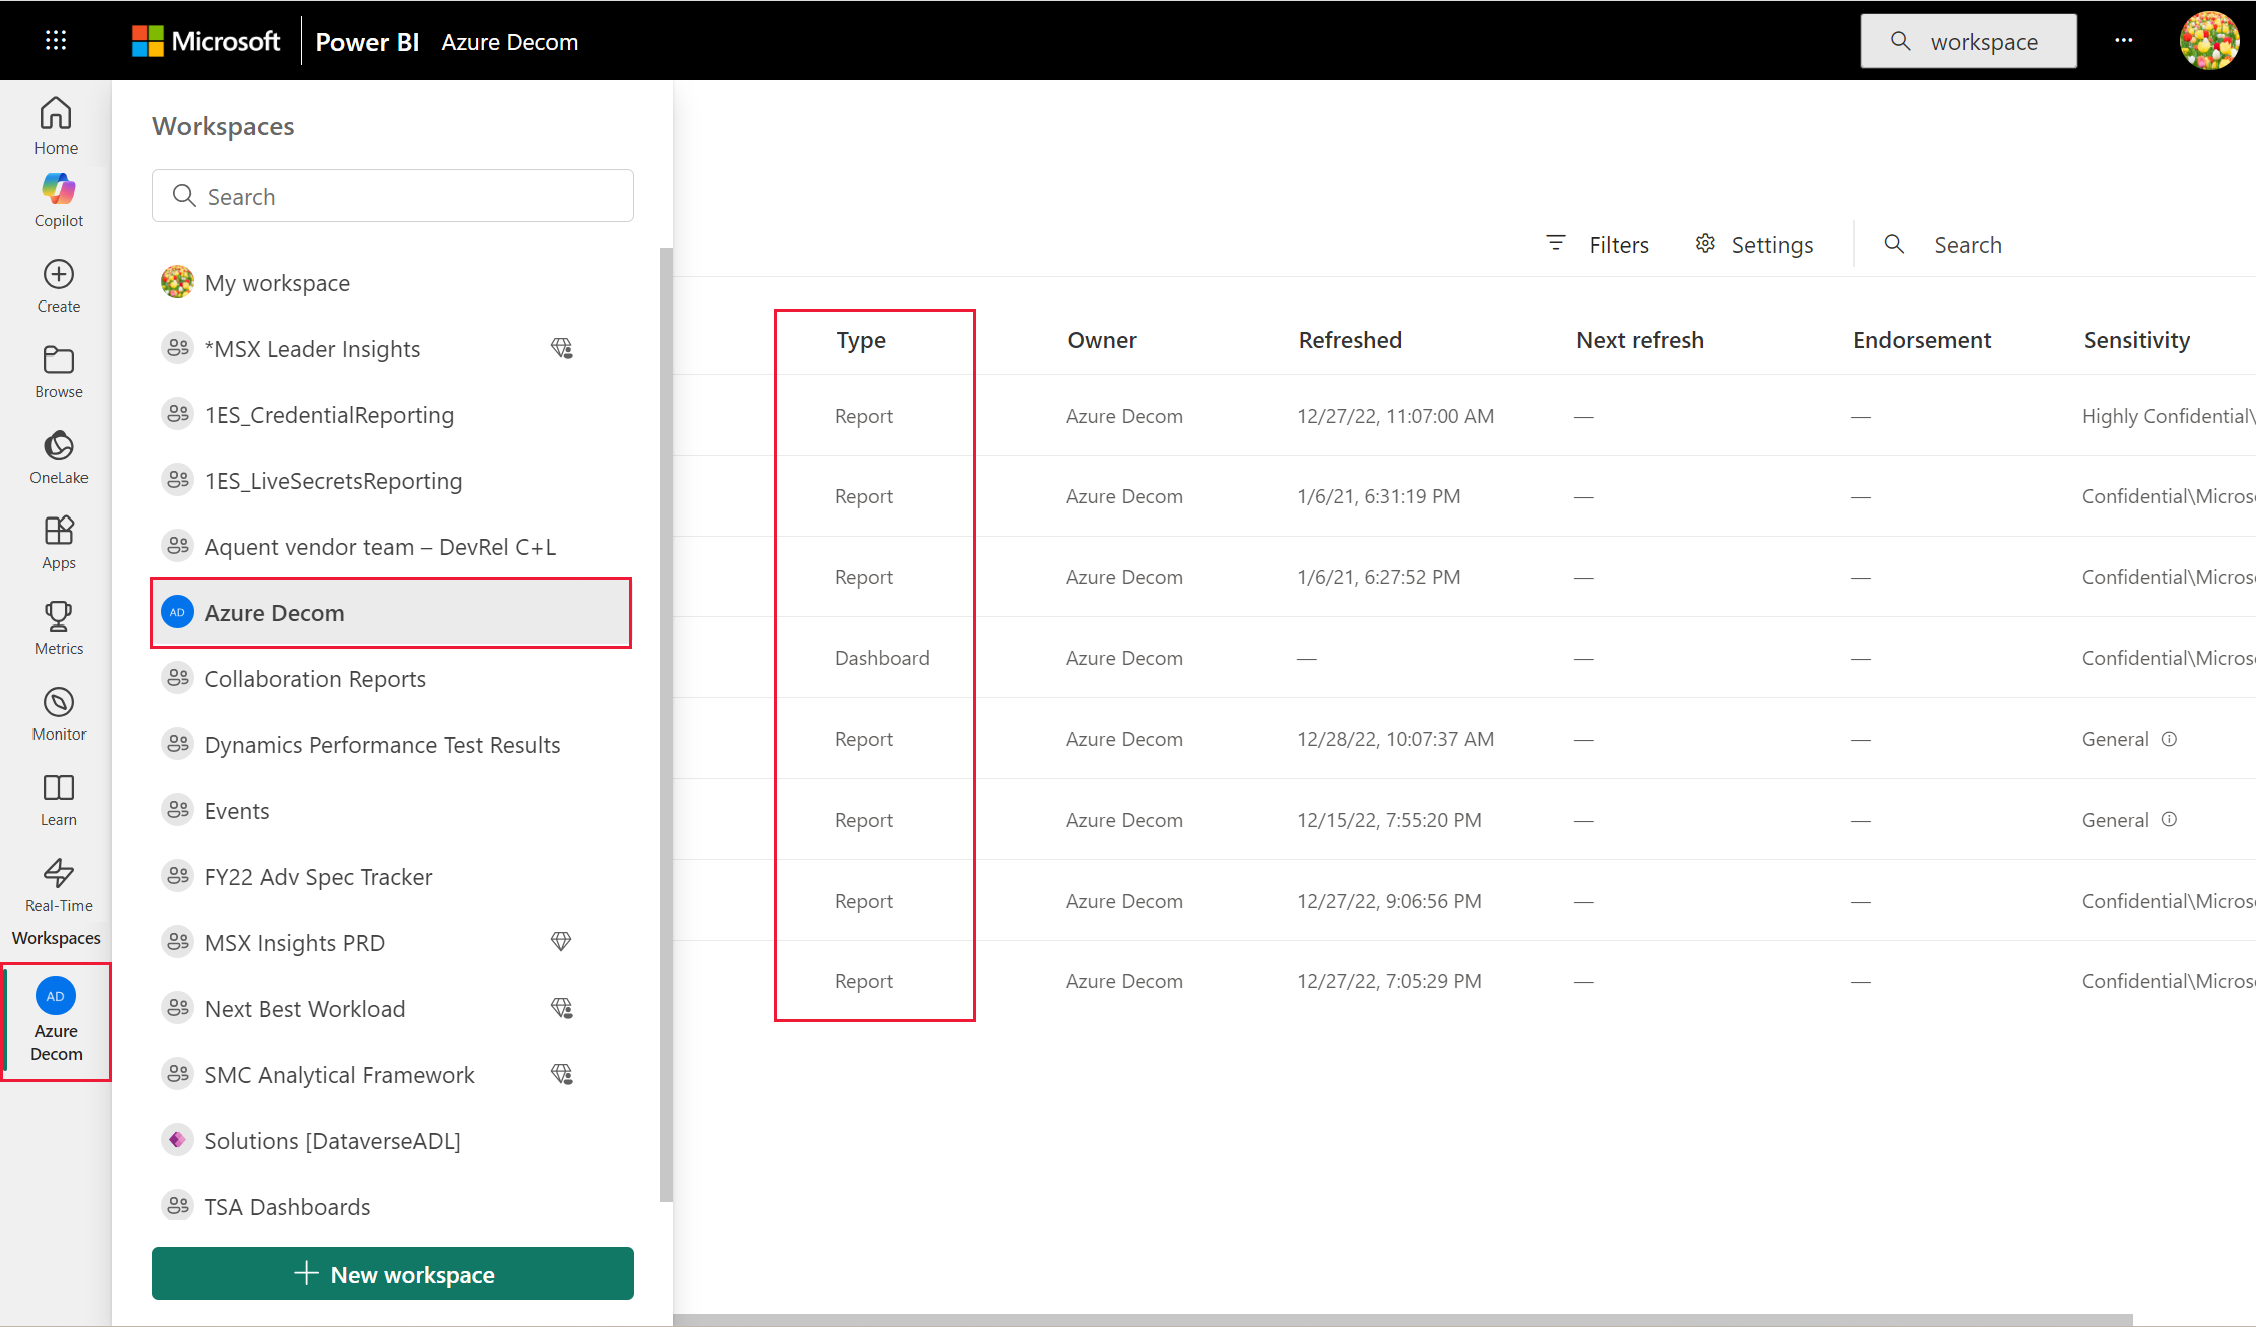 Microsoft Power BI Azure Decom workspace ...
Home
Copilot
Create
Browse
OneLake
Apps
Metrics
Monitor
Learn
Real-Time
Workspaces
AD
Azure
Decom
Workspaces
Search
My workspace
*MSX Leader Insights
1ES_CredentialReporting
1ES_LiveSecretsReporting
Aquent vendor team – DevRel C+L
AD Azure Decom
Collaboration Reports
Dynamics Performance Test Results
Events
FY22 Adv Spec Tracker
MSX Insights PRD
Next Best Workload
SMC Analytical Framework
Solutions [DataverseADL]
TSA Dashboards
New workspace
Filters Settings Search
Type Owner Refreshed Next refresh Endorsement Sensitivity
Report Azure Decom 12/27/22, 11:07:00 AM — — Highly Confidential\
Report Azure Decom 1/6/21, 6:31:19 PM — — Confidential\Micros
Report Azure Decom 1/6/21, 6:27:52 PM — — Confidential\Micros
Dashboard Azure Decom — — — Confidential\Micros
Report Azure Decom 12/28/22, 10:07:37 AM — — General
Report Azure Decom 12/15/22, 7:55:20 PM — — General
Report Azure Decom 12/27/22, 9:06:56 PM — — Confidential\Micros
Report Azure Decom 12/27/22, 7:05:29 PM — — Confidential\Micros